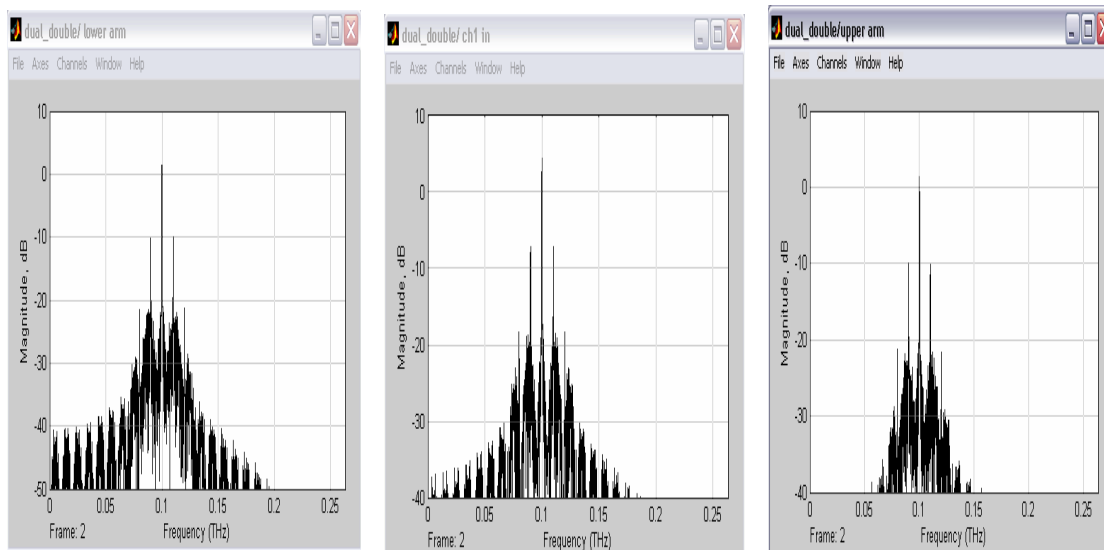 dual_double/ lower arm
File Axes Channels Window Help
10
0
-10
-20
-30
-40
-50
Magnitude, dB
0 0.05 0.1 0.15 0.2 0.25
Frame: 2 Frequency (THz)
dual_double/ ch1 in
File Axes Channels Window Help
10
0
-10
-20
-30
-40
Magnitude, dB
0 0.05 0.1 0.15 0.2 0.25
Frame: 2 Frequency (THz)
dual_double/upper arm
File Axes Channels Window Help
10
0
-10
-20
-30
-40
Magnitude, dB
0 0.05 0.1 0.15 0.2 0.25
Frame: 2 Frequency (THz)